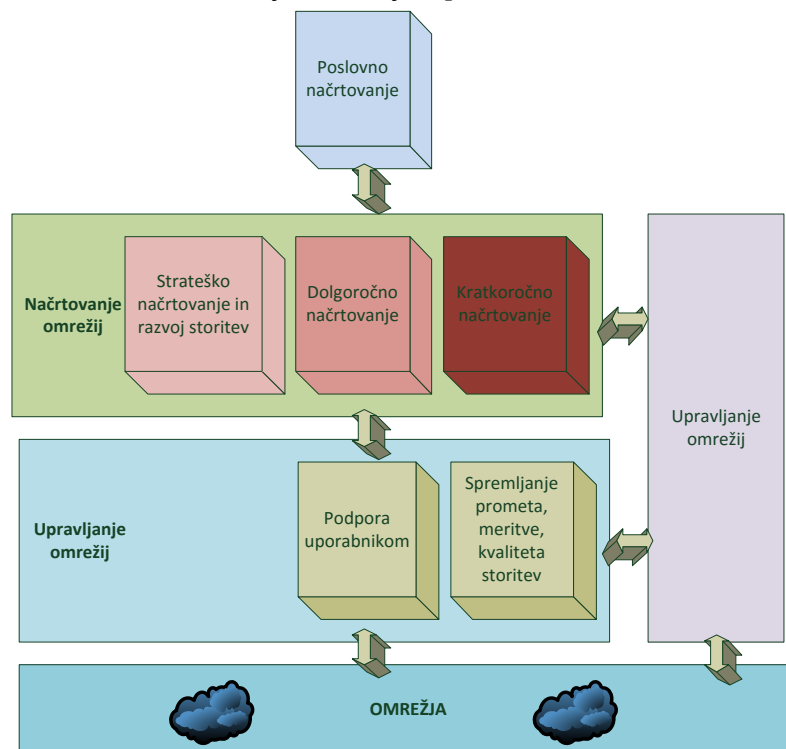 Poslovno
načrtovanje
Načrtovanje
omrežij
Strateško
načrtovanje in
razvoj storitev
Dolgoročno
načrtovanje
Kratkoročno
načrtovanje
Upravljanje
omrežij
Upravljanje
omrežij
Podpora
uporabnikom
Spremljanje
prometa,
meritve,
kvaliteta
storitev
OMREŽJA